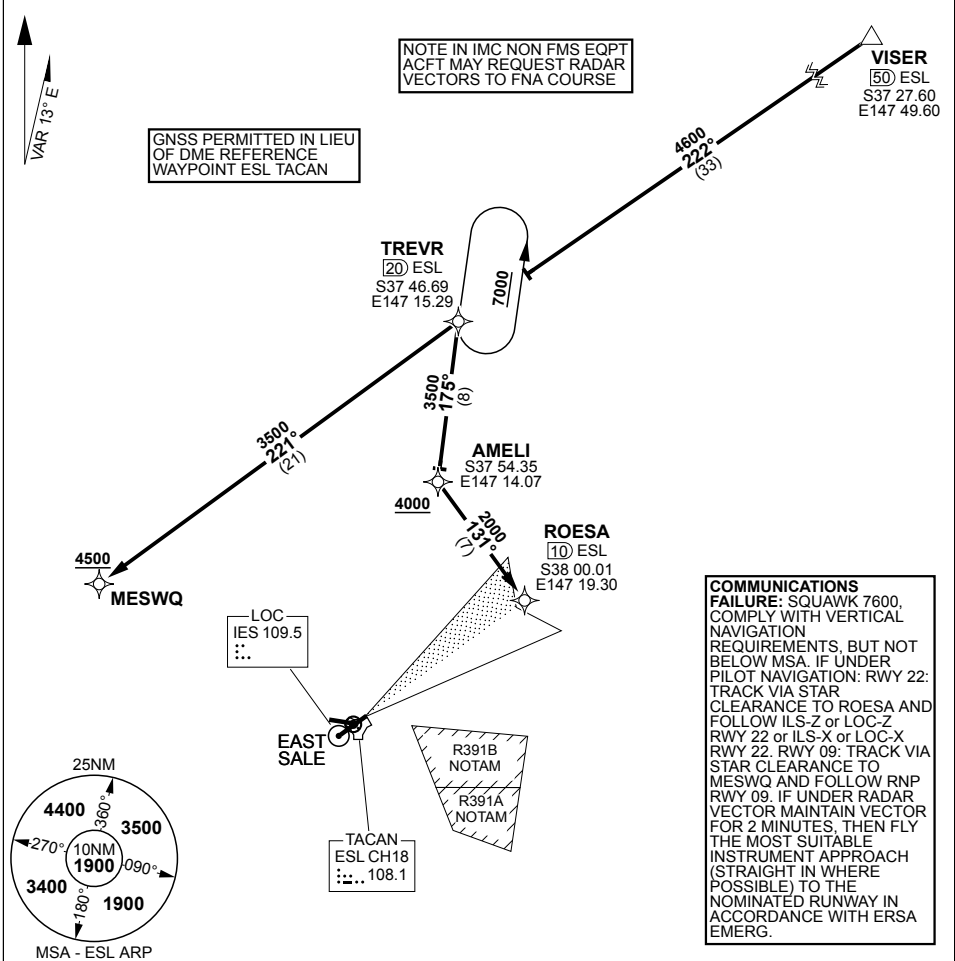 NOTE IN IMC NON FMS EQPT
ACFT MAY REQUEST RADAR
VECTORS TO FNA COURSE
VISER
50 ESL
S37 27.60
E147 49.60
VAR 13° E
GNSS PERMITTED IN LIEU
OF DME REFERENCE
WAYPOINT ESL TACAN
4600
222°
(33)
TREVR
20 ESL
S37 46.69
E147 15.29
7000
3500
175°
(8)
3500
221°
(21)
AMELI
S37 54.35
E147 14.07
4000
2000
131°
(7)
ROESA
10 ESL
S38 00.01
E147 19.30
4500
MESWQ
LOC
IES 109.5
EAST
SALE
R391B
NOTAM
R391A
NOTAM
TACAN
ESL CH18
108.1
COMMUNICATIONS
FAILURE: SQUAWK 7600,
COMPLY WITH VERTICAL
NAVIGATION
REQUIREMENTS, BUT NOT
BELOW MSA. IF UNDER
PILOT NAVIGATION: RWY 22:
TRACK VIA STAR
CLEARANCE TO ROESA AND
FOLLOW ILS-Z or LOC-Z
RWY 22 or ILS-X or LOC-X
RWY 22. RWY 09: TRACK VIA
STAR CLEARANCE TO
MESWQ AND FOLLOW RNP
RWY 09. IF UNDER RADAR
VECTOR MAINTAIN VECTOR
FOR 2 MINUTES, THEN FLY
THE MOST SUITABLE
INSTRUMENT APPROACH
(STRAIGHT IN WHERE
POSSIBLE) TO THE
NOMINATED RUNWAY IN
ACCORDANCE WITH ERSA
EMERG.
25NM
4400
360°
3500
270°
10NM
1900
090°
3400
180°
1900
MSA - ESL ARP